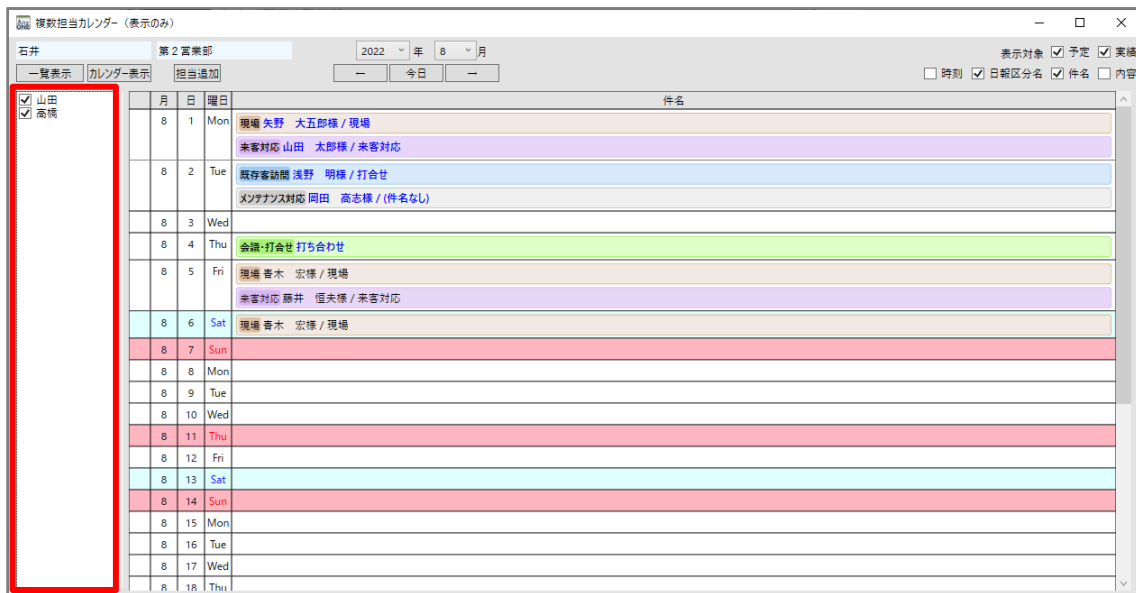 複数担当カレンダー（表示のみ）
石井 第２営業部 2022 年 8 月 表示対象 予定 実績
一覧表示 カレンダー表示 担当追加 ← 今日 → 時刻 日報区分名 件名 内容
山田
高橋
月 日 曜日 件名
8 1 Mon 現場 矢野　大五郎様 / 現場
来客対応 山田　太郎様 / 来客対応
8 2 Tue 既存客訪問 浅野　明様 / 打合せ
メンテナンス対応 岡田　高志様 / (件名なし)
8 3 Wed
8 4 Thu 会議・打合せ 打ち合わせ
8 5 Fri 現場 青木　宏様 / 現場
来客対応 藤井　恒夫様 / 来客対応
8 6 Sat 現場 青木　宏様 / 現場
8 7 Sun
8 8 Mon
8 9 Tue
8 10 Wed
8 11 Thu
8 12 Fri
8 13 Sat
8 14 Sun
8 15 Mon
8 16 Tue
8 17 Wed
8 18 Thu